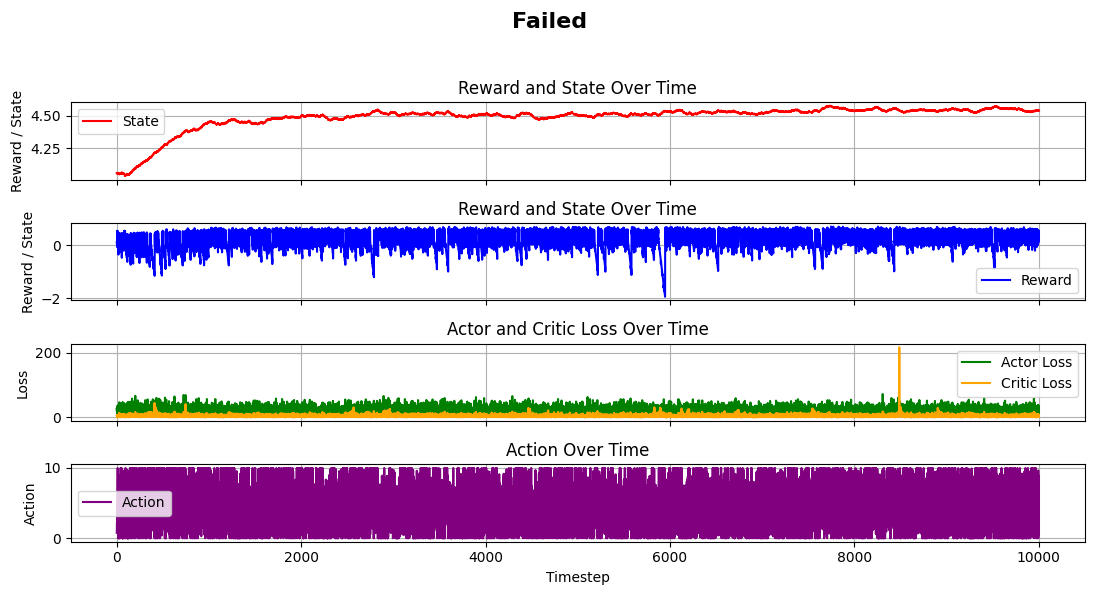 Failed
Reward and State Over Time
Reward / State
4.50
4.25
State
Reward and State Over Time
Reward / State
0
−2
Reward
Actor and Critic Loss Over Time
Loss
200
0
Actor Loss
Critic Loss
Action Over Time
Action
10
0
Action
0 2000 4000 6000 8000 10000
Timestep